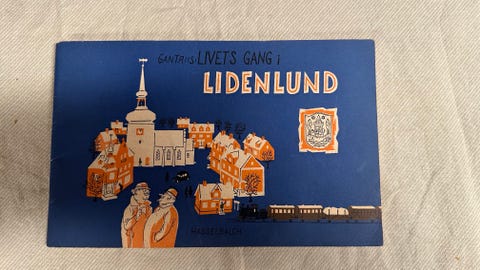 GANTRIIS: LIVETS GANG i
LIDENLUND
HASSELBALCH